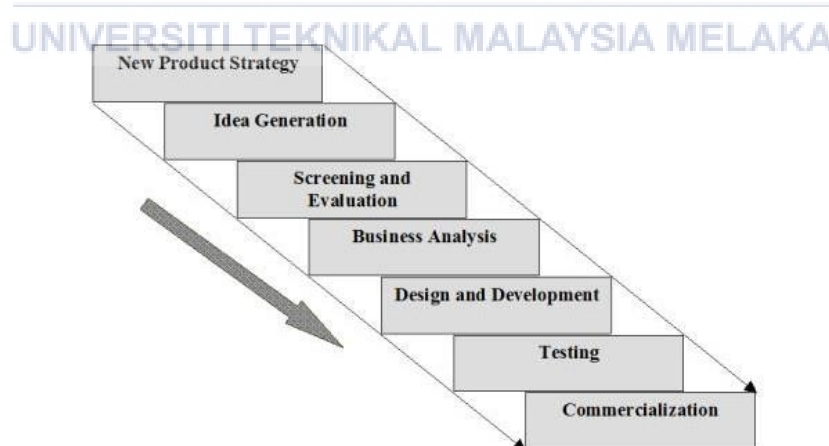 UNIVERSITI TEKNIKAL MALAYSIA MELAKA
New Product Strategy
Idea Generation
Screening and
Evaluation
Business Analysis
Design and Development
Testing
Commercialization